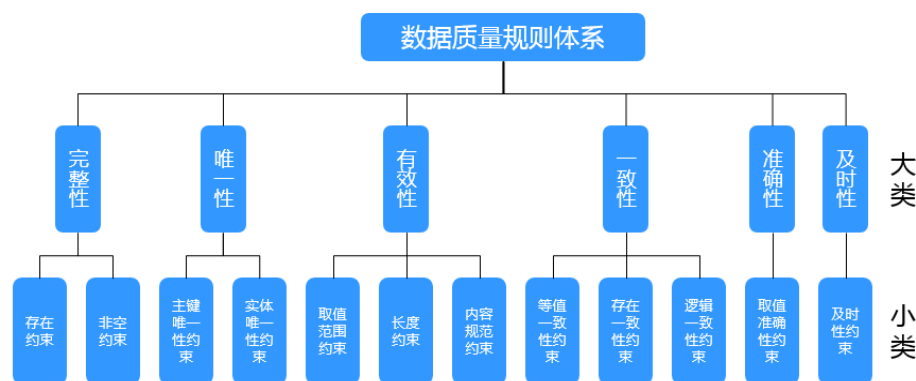 数据质量规则体系
完整性
唯一性
有效性
一致性
准确性
及时性
大类
存在
约束
非空
约束
主键
唯一性
约束
实体
唯一性
约束
取值
范围
约束
长度
约束
内容
规范
约束
等值
一致
性约
束
存在
一致
性约
束
逻辑
一致
性约
束
取值
准确
性约
束
及时
性约
束
小类